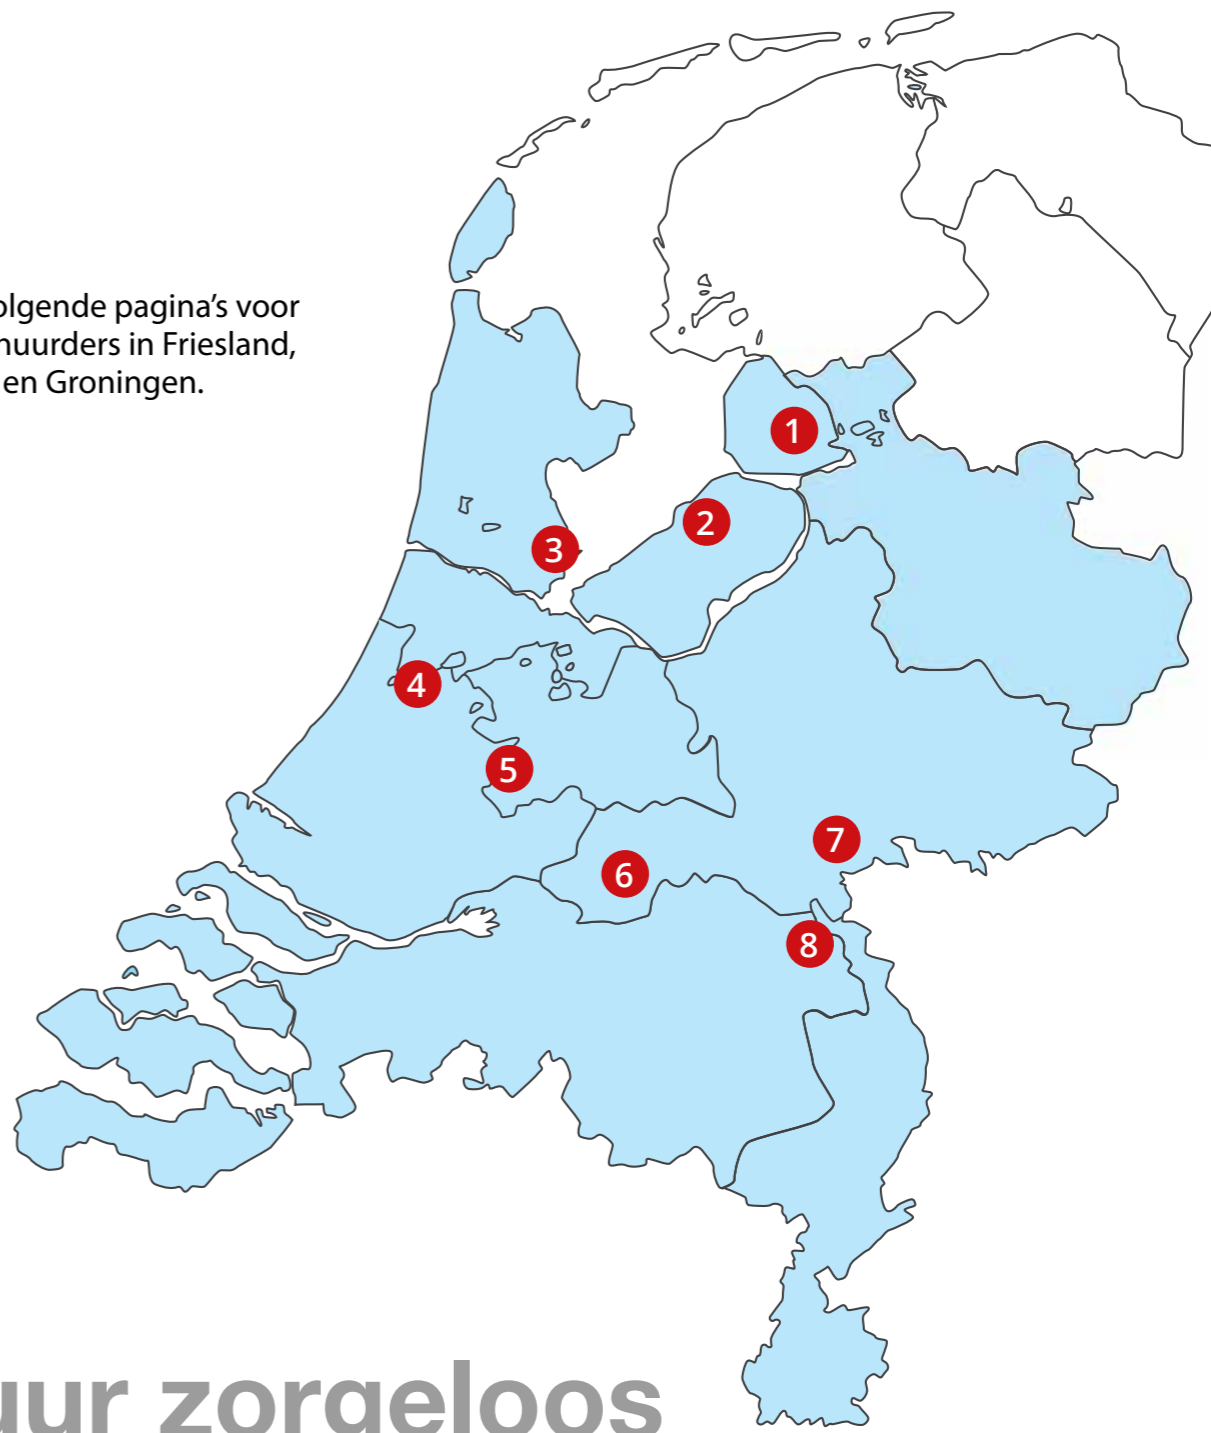 olgende pagina's voor
huurders in Friesland,
en Groningen.
1
2
3
4
5
6
7
8
uur zorgeloos